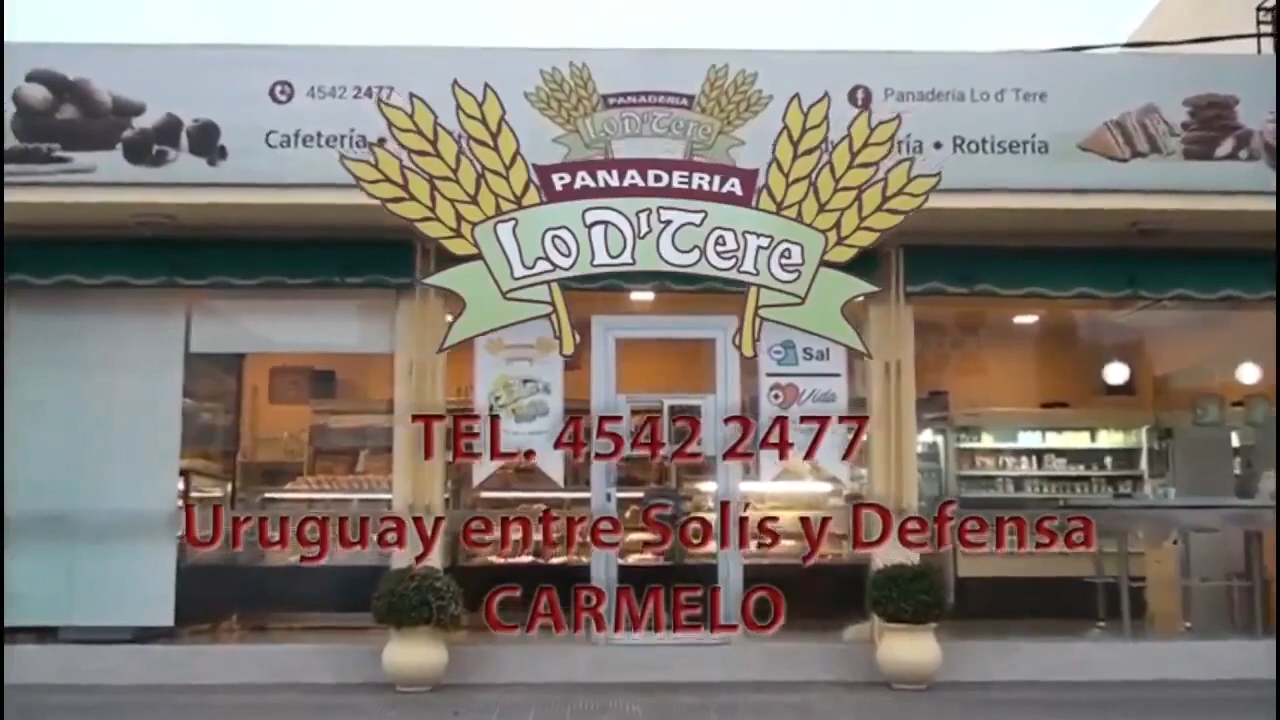 4542 2477
Panadería Lo d' Tere
PANADERIA
Lo D'Tere
Cafetería •
ría • Rotisería
PANADERIA
Lo D'Tere
Sal
Vida
TEL. 4542 2477
Uruguay entre Solís y Defensa
CARMELO